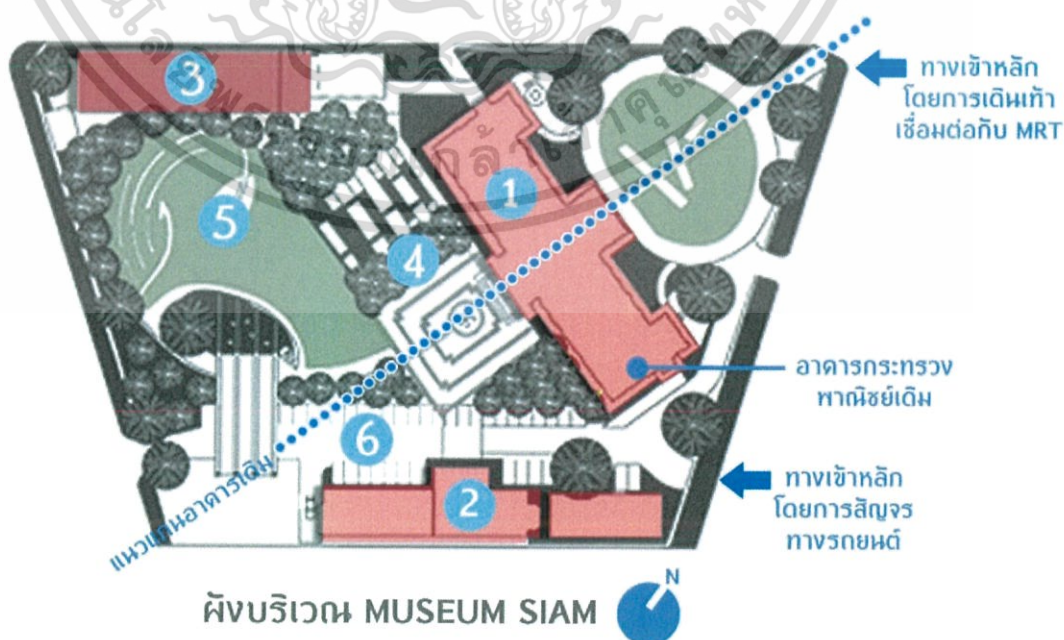 3
ทางเข้าหลัก
โดยการเดินเท้า
เชื่อมต่อกับ MRT
1
5
4
อาคารกระทรวง
พาณิชย์เดิม
6
ทางเข้าหลัก
โดยการสัญจร
ทางรถยนต์
2
แนวแกนอาคารเดิม
N
ผังบริเวณ MUSEUM SIAM